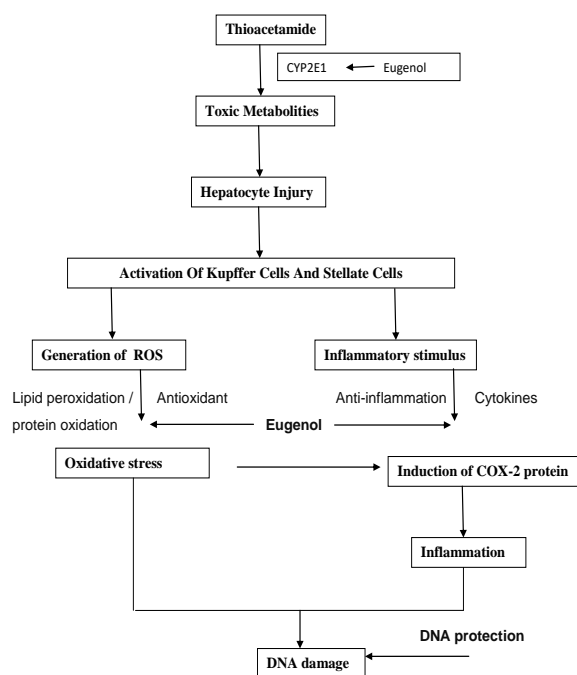 Thioacetamide
CYP2E1 Eugenol
Toxic Metabolities
Hepatocyte Injury
Activation Of Kupffer Cells And Stellate Cells
Generation of ROS
Inflammatory stimulus
Lipid peroxidation /
protein oxidation
Antioxidant
Anti-inflammation
Cytokines
Eugenol
Oxidative stress
Induction of COX-2 protein
Inflammation
DNA protection
DNA damage